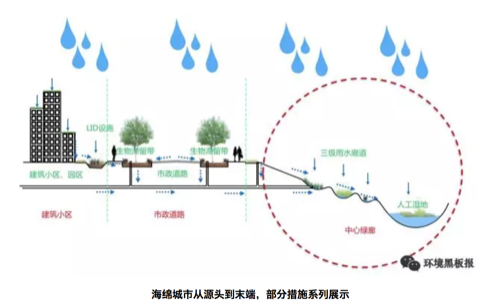 LID设施
生物滞留带
生物滞留带
三级雨水廊道
建筑小区、园区
市政道路
人工湿地
建筑小区
市政道路
中心绿廊
环境黑板报
海绵城市从源头到末端，部分措施系列展示